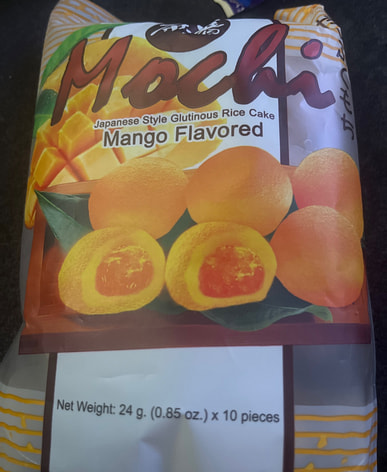 Mochi
Japanese Style Glutinous Rice Cake
Mango Flavored
Net Weight: 24 g. (0.85 oz.) x 10 pieces